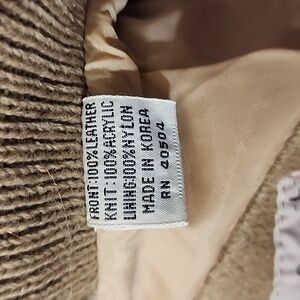 FRONT:100%LEATHER
KNIT:100%ACRYLIC
LINING:100%NYLON
MADE IN KOREA
RN 40504